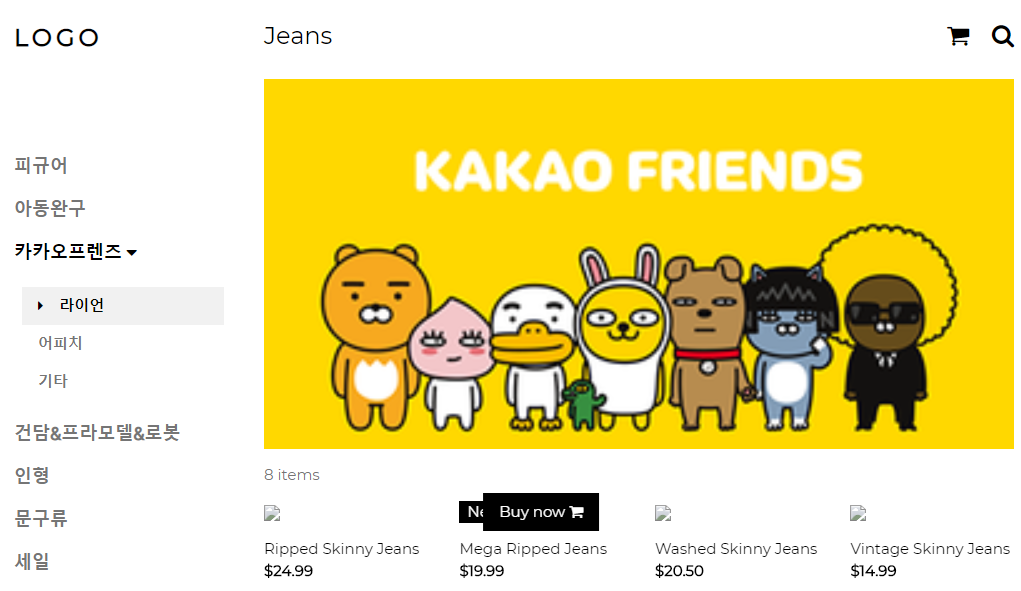 LOGO
Jeans
피규어
아동완구
카카오프렌즈
라이언
어피치
기타
건담&프라모델&로봇
인형
문구류
세일
KAKAO FRIENDS
8 items
Buy now
Ripped Skinny Jeans
$24.99
Mega Ripped Jeans
$19.99
Washed Skinny Jeans
$20.50
Vintage Skinny Jeans
$14.99